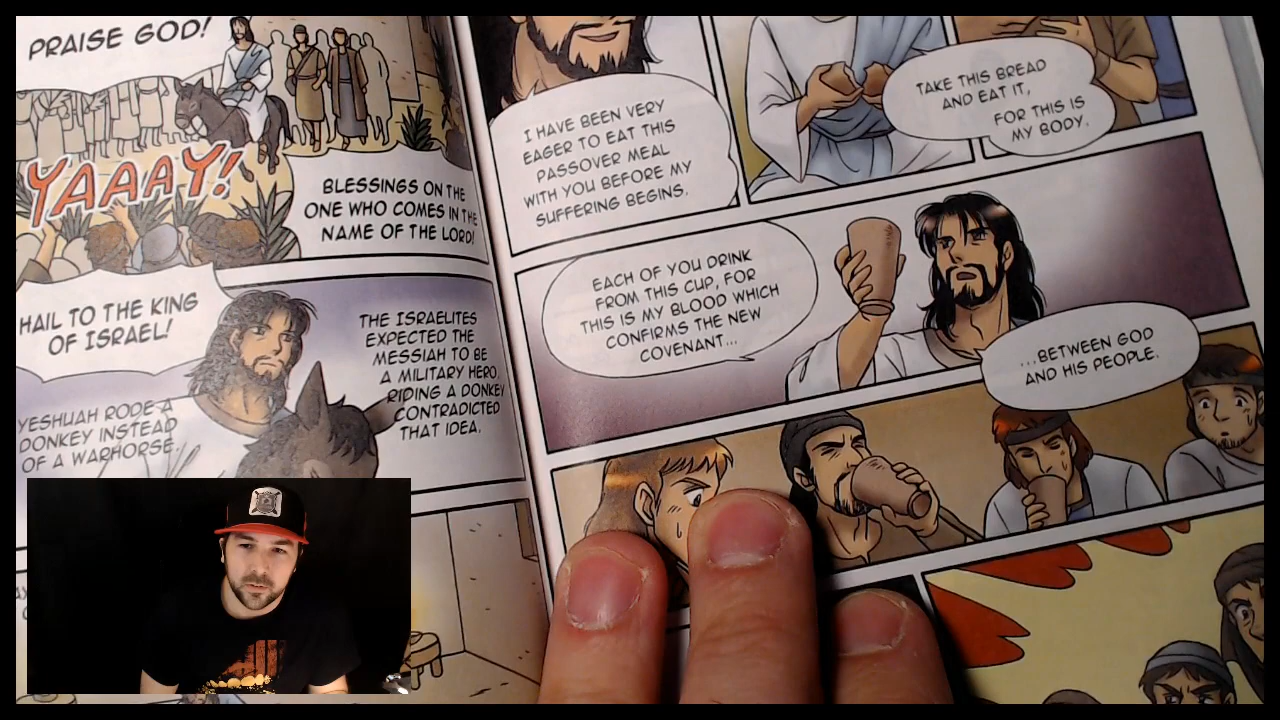 PRAISE GOD!
YAAAY!
BLESSINGS ON THE
ONE WHO COMES IN THE
NAME OF THE LORD!
HAIL TO THE KING
OF ISRAEL!
THE ISRAELITES
EXPECTED THE
MESSIAH TO BE
A MILITARY HERO.
RIDING A DONKEY
CONTRADICTED
THAT IDEA.
YESHUAH RODE A
DONKEY INSTEAD
OF A WARHORSE.
I HAVE BEEN VERY
EAGER TO EAT THIS
PASSOVER MEAL
WITH YOU BEFORE MY
SUFFERING BEGINS.
TAKE THIS BREAD
AND EAT IT,
FOR THIS IS
MY BODY.
EACH OF YOU DRINK
FROM THIS CUP, FOR
THIS IS MY BLOOD WHICH
CONFIRMS THE NEW
COVENANT...
...BETWEEN GOD
AND HIS PEOPLE.